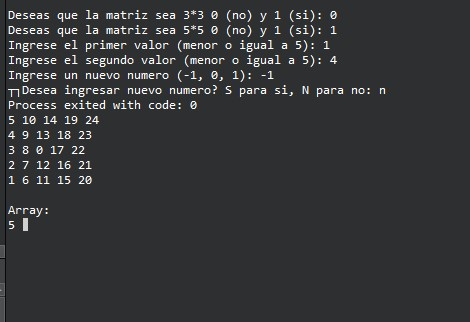 Deseas que la matriz sea 3*3 0 (no) y 1 (si): 0
Deseas que la matriz sea 5*5 0 (no) y 1 (si): 1
Ingrese el primer valor (menor o igual a 5): 1
Ingrese el segundo valor (menor o igual a 5): 4
Ingrese un nuevo numero (-1, 0, 1): -1
┐┐Desea ingresar nuevo numero? S para si, N para no: n
Process exited with code: 0
5 10 14 19 24
4 9 13 18 23
3 8 0 17 22
2 7 12 16 21
1 6 11 15 20
Array:
5